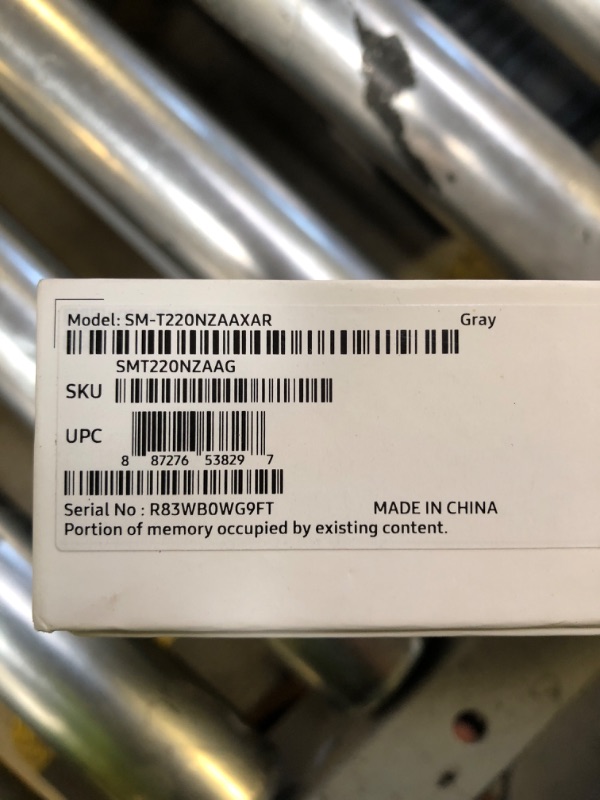 Model: SM-T220NZAAXAR Gray
SMT220NZAAG
SKU
UPC
8 87276 53829 7
Serial No : R83WB0WG9FT MADE IN CHINA
Portion of memory occupied by existing content.